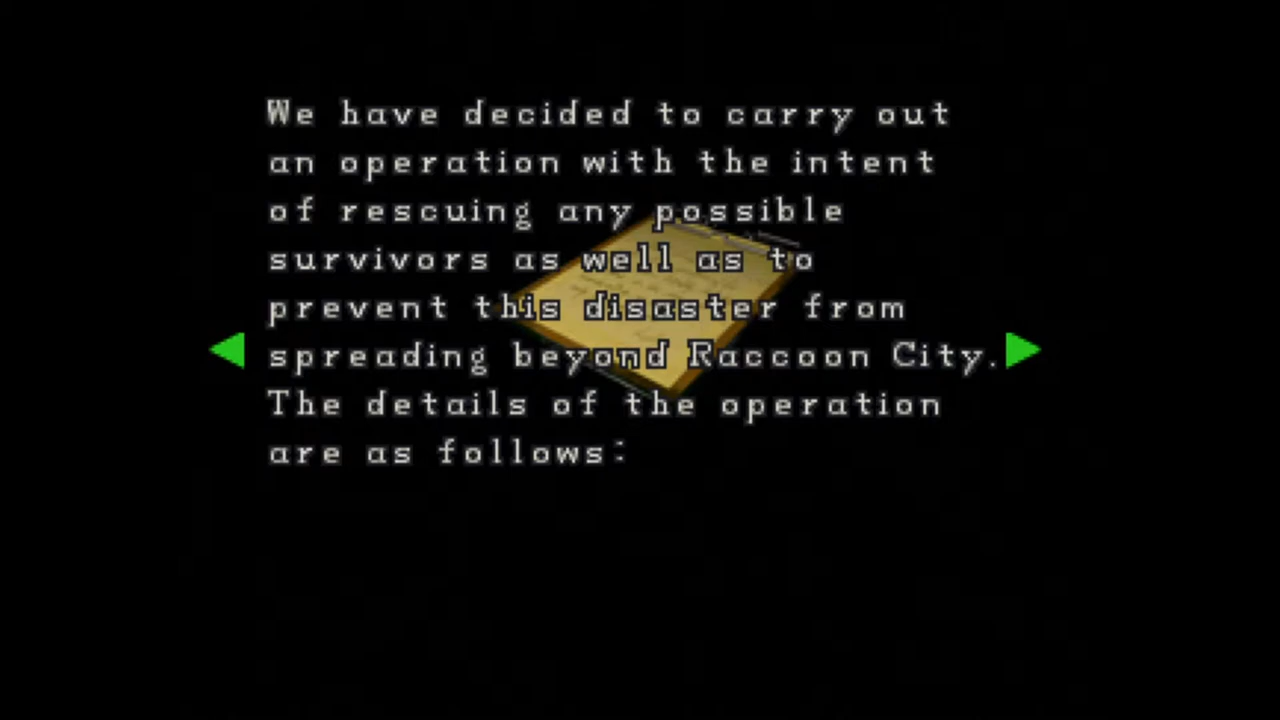 We have decided to carry out
an operation with the intent
of rescuing any possible
survivors as well as to
prevent this disaster from
spreading beyond Raccoon City.
The details of the operation
are as follows: